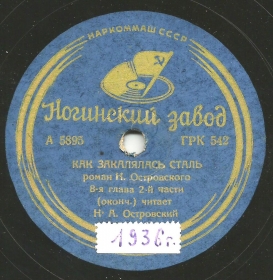 НАРКОММАШ СССР
Ногинский завод
А 5895 ГРК 542
КАК ЗАКАЛЯЛАСЬ СТАЛЬ
роман Н. Островского
8-я глава 2-й части
(оконч.) читает
Н. А. Островский
1936 г.